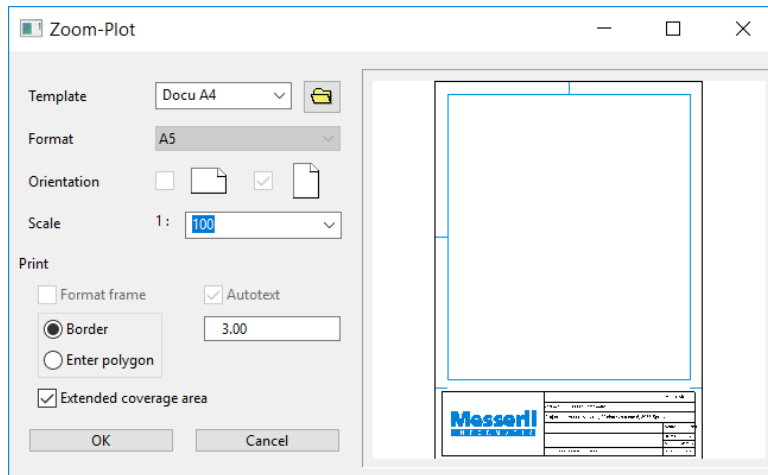 Zoom-Plot
Template
Docu A4
Format
A5
Orientation
Scale
1:
100
Print
Format frame
Autotext
Border
3.00
Enter polygon
Extended coverage area
OK
Cancel
Messerli
INFORMATIK